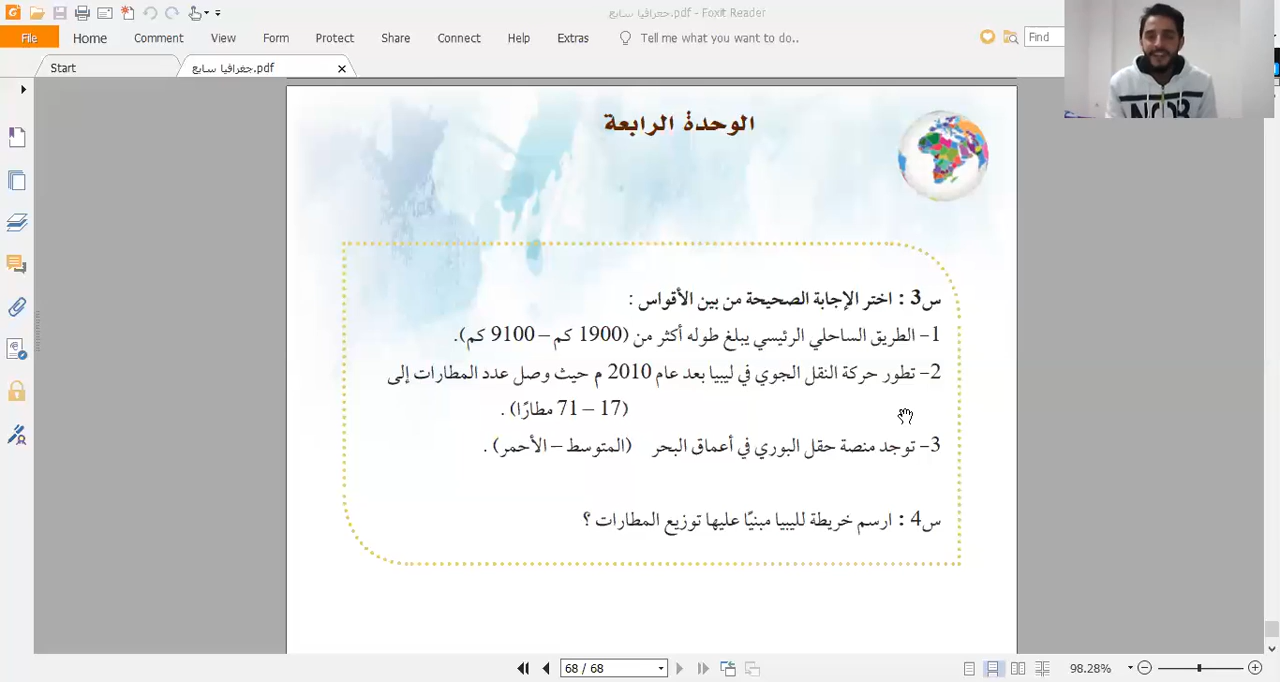 جغرافيا سابع.pdf - Foxit Reader
File Home Comment View Form Protect Share Connect Help Extras Tell me what you want to do.. Find
Start جغرافيا سابع.pdf
الوحدة الرابعة
س3 : اختر الإجابة الصحيحة من بين الأقواس :
1- الطريق الساحلي الرئيسي يبلغ طوله أكثر من (1900 كم – 9100 كم).
2- تطور حركة النقل الجوي في ليبيا بعد عام 2010 م حيث وصل عدد المطارات إلى
(17 – 71 مطارًا) .
3- توجد منصة حقل البوري في أعماق البحر (المتوسط – الأحمر) .
س4 : ارسم خريطة لليبيا مبنيًا عليها توزيع المطارات ؟
68 / 68 98.28%